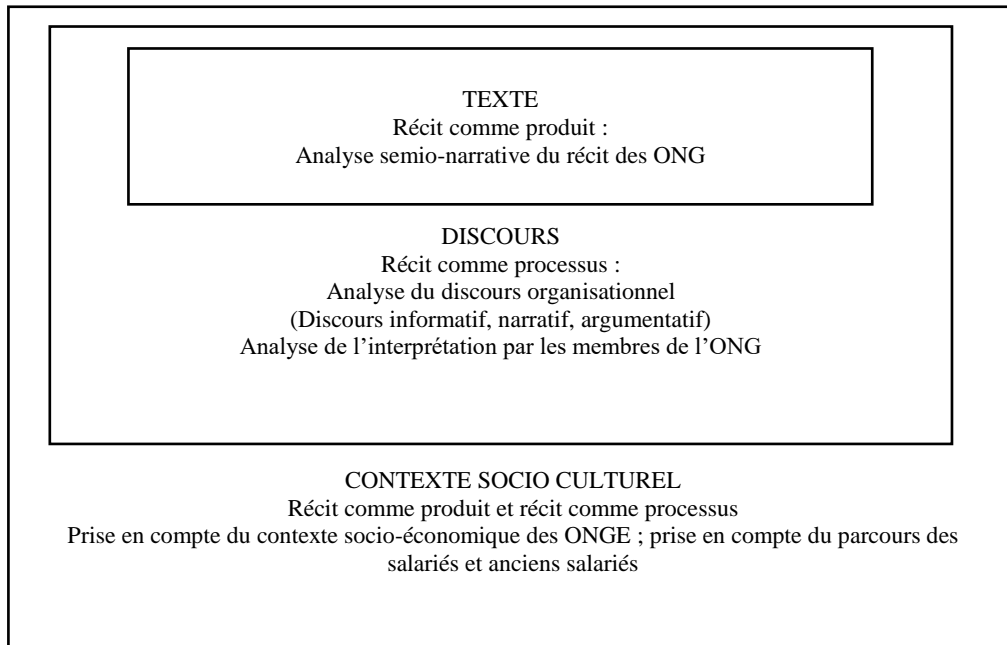 TEXTE
Récit comme produit :
Analyse semio-narrative du récit des ONG
DISCOURS
Récit comme processus :
Analyse du discours organisationnel
(Discours informatif, narratif, argumentatif)
Analyse de l’interprétation par les membres de l’ONG
CONTEXTE SOCIO CULTUREL
Récit comme produit et récit comme processus
Prise en compte du contexte socio-économique des ONGE ; prise en compte du parcours des
salariés et anciens salariés